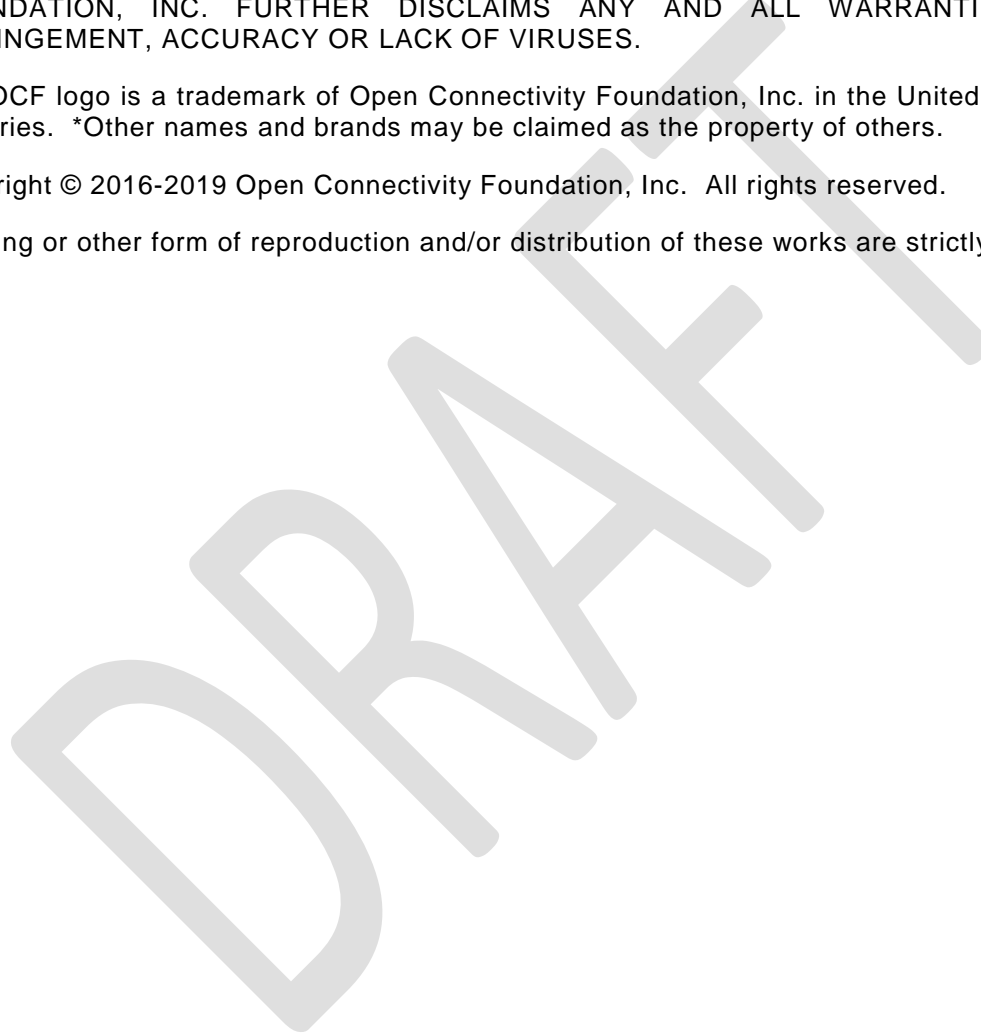 NDATION, INC. FURTHER DISCLAIMS ANY AND ALL WARRANTI
INGEMENT, ACCURACY OR LACK OF VIRUSES.
OCF logo is a trademark of Open Connectivity Foundation, Inc. in the United
ries. *Other names and brands may be claimed as the property of others.
right © 2016-2019 Open Connectivity Foundation, Inc. All rights reserved.
ng or other form of reproduction and/or distribution of these works are strictly
DRAFT